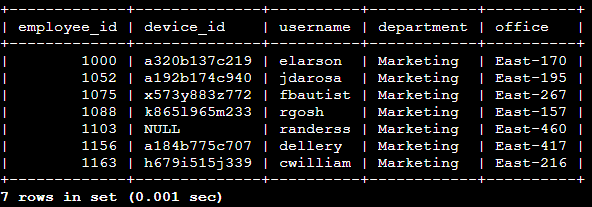 +-------------+--------------+----------+------------+----------+
| employee_id | device_id    | username | department | office   |
+-------------+--------------+----------+------------+----------+
|        1000 | a320b137c219 | elarson  | Marketing  | East-170 |
|        1052 | a192b174c940 | jdarosa  | Marketing  | East-195 |
|        1075 | x573y883z772 | fbautist | Marketing  | East-267 |
|        1088 | k865l965m233 | rgosh    | Marketing  | East-157 |
|        1103 | NULL         | randerss | Marketing  | East-460 |
|        1156 | a184b775c707 | dellery  | Marketing  | East-417 |
|        1163 | h679i515j339 | cwilliam | Marketing  | East-216 |
+-------------+--------------+----------+------------+----------+
7 rows in set (0.001 sec)